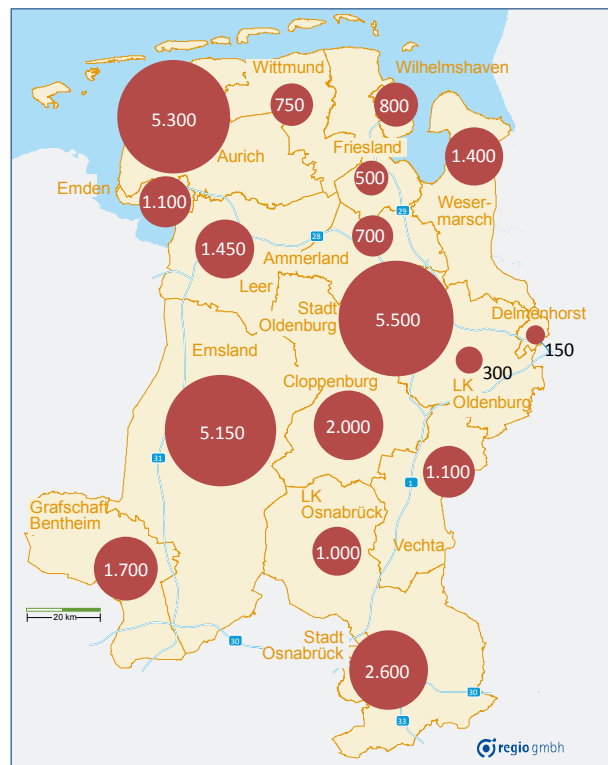 Wittmund
Wilhelmshaven
750
800
5.300
Aurich
Friesland
1.400
500
Emden
1.100
Weser-
marsch
29
700
28
1.450
Ammerland
Leer
Stadt
Oldenburg
5.500
Delmenhorst
150
Emsland
300
LK
Oldenburg
Cloppenburg
2.000
5.150
31
1
1.100
LK
Osnabrück
Grafschaft
Bentheim
Vechta
1.000
1.700
20 km
30
Stadt
Osnabrück
2.600
30
33
regio gmbh